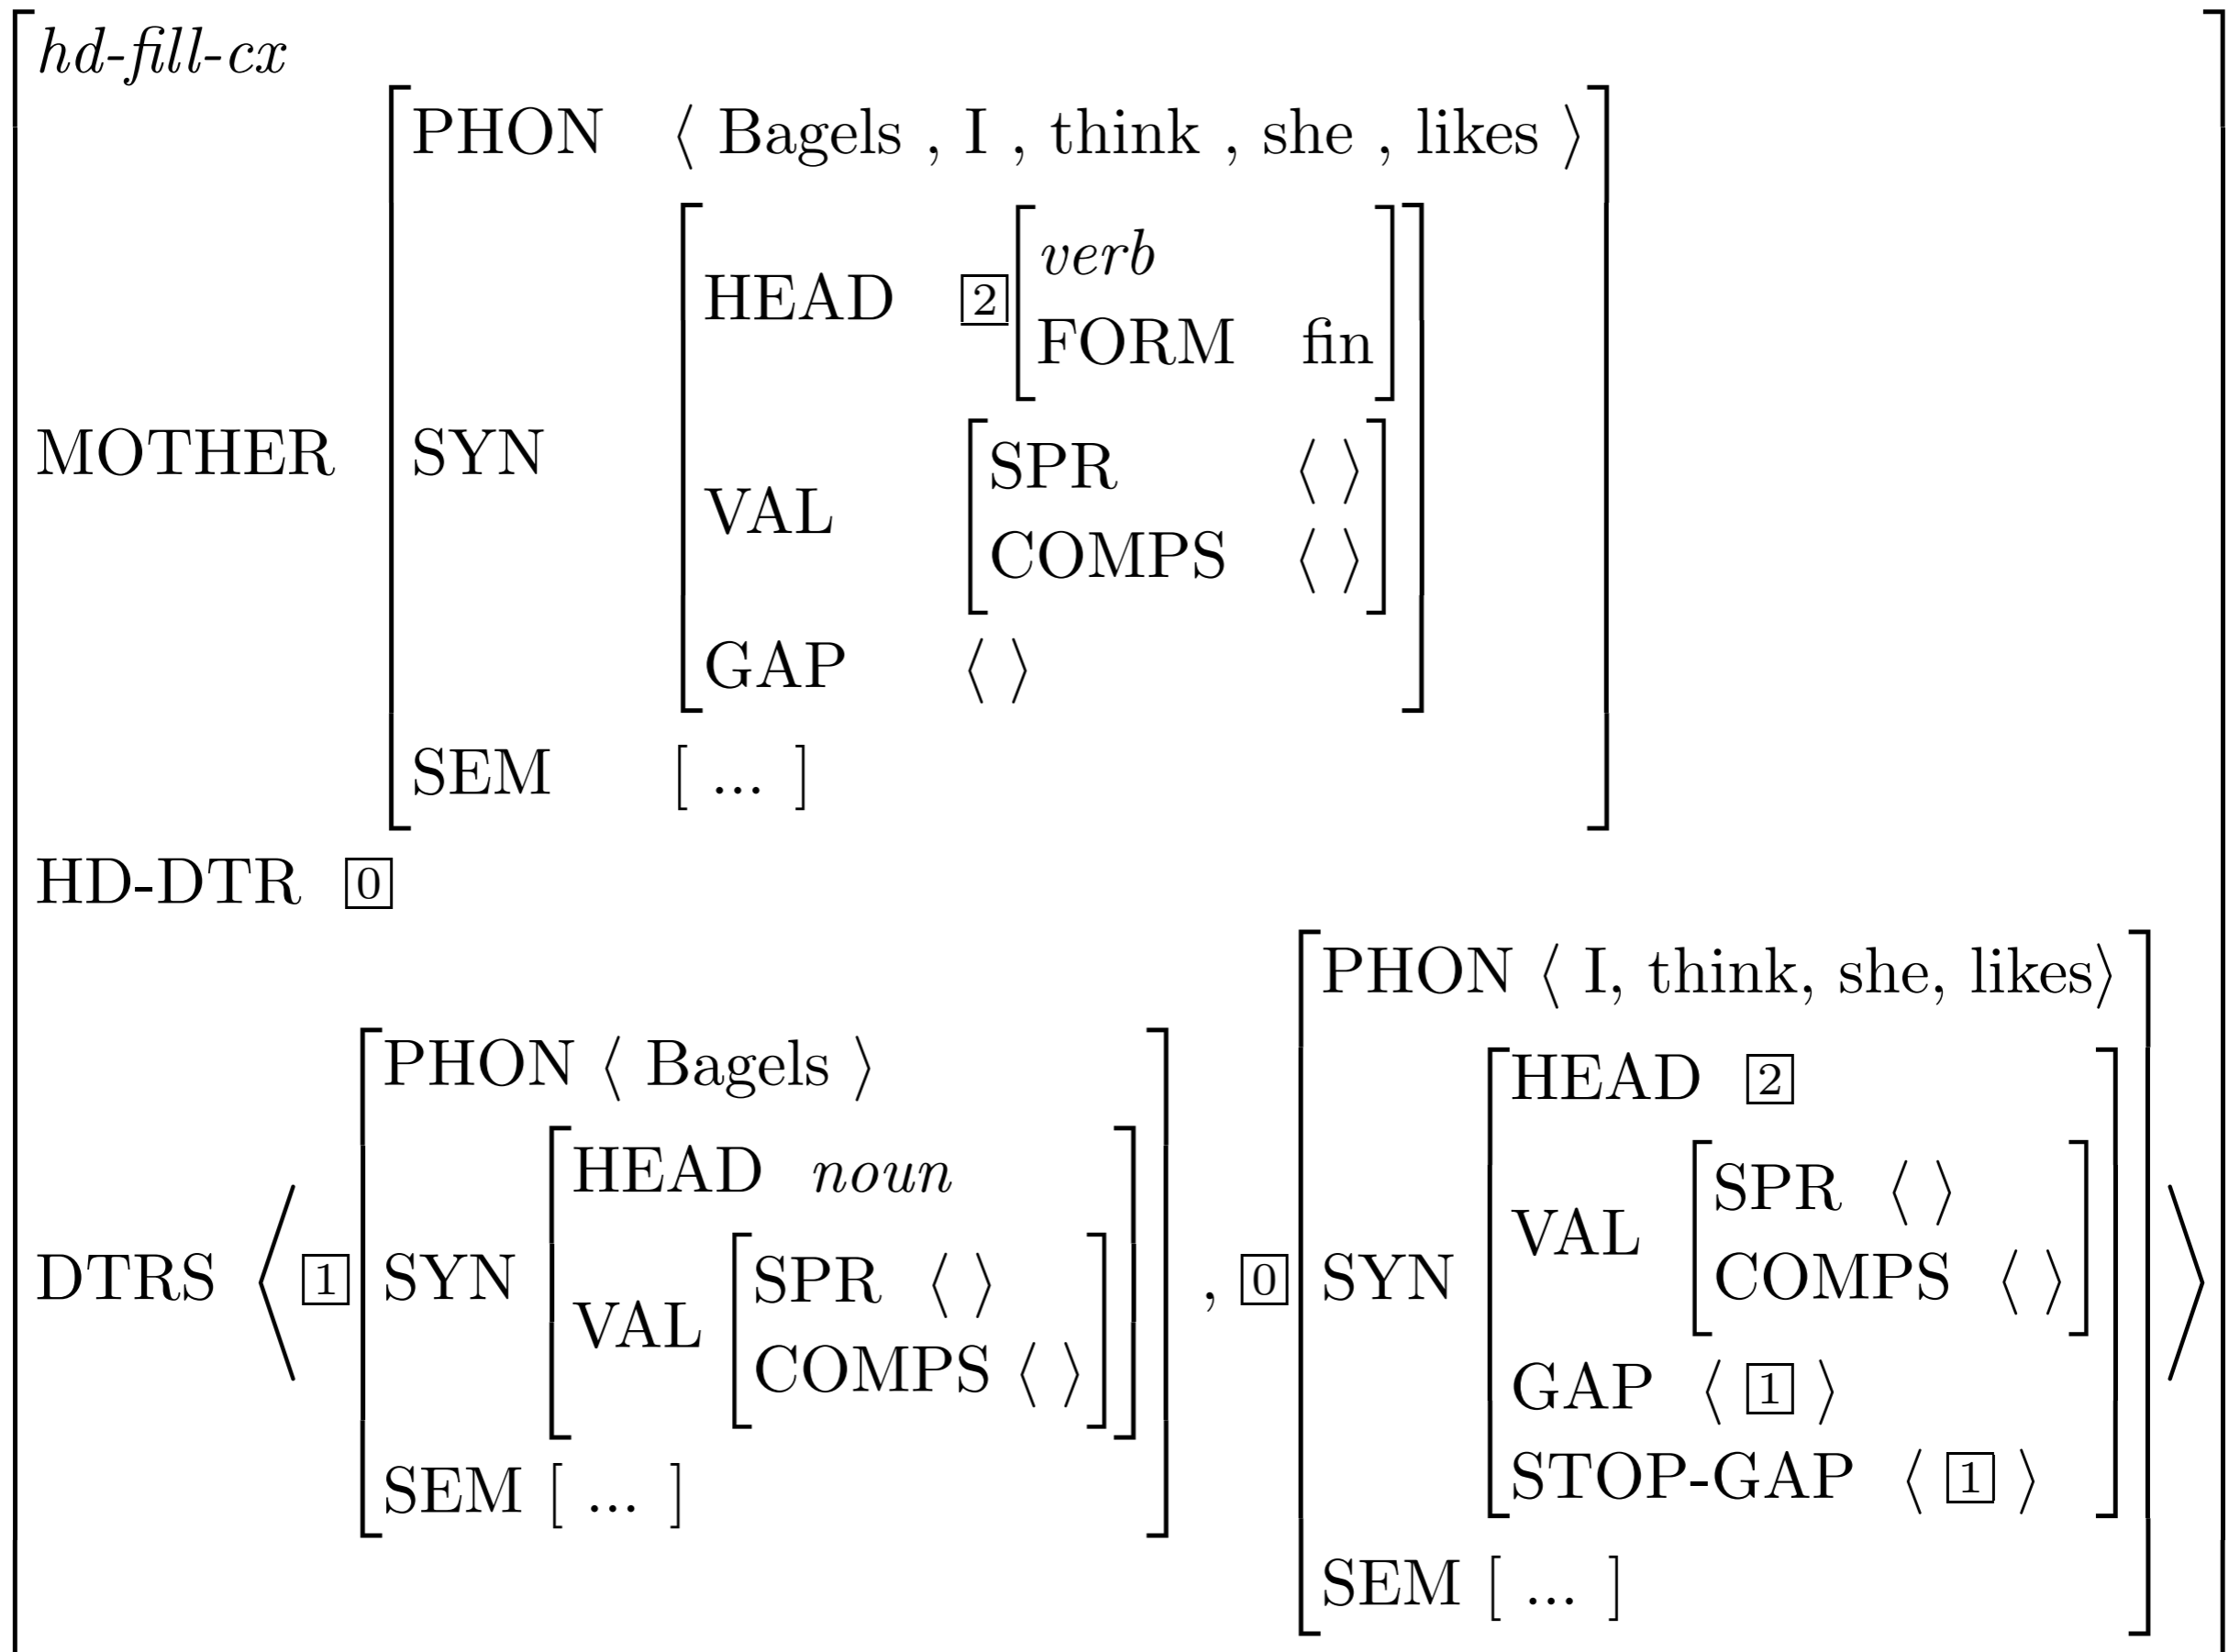 hd-fill-cx
PHON ⟨ Bagels , I , think , she , likes ⟩
verb
HEAD 2
FORM fin
MOTHER SYN
SPR ⟨ ⟩
VAL
COMPS ⟨ ⟩
GAP ⟨ ⟩
SEM [ ... ]
HD-DTR 0
PHON ⟨ I, think, she, likes⟩
PHON ⟨ Bagels ⟩
HEAD 2
HEAD noun
SPR ⟨ ⟩
VAL
DTRS ⟨ 1 SYN SPR ⟨ ⟩ , 0 SYN COMPS ⟨ ⟩ ⟩
VAL
COMPS ⟨ ⟩
GAP ⟨ 1 ⟩
STOP-GAP ⟨ 1 ⟩
SEM [ ... ]
SEM [ ... ]